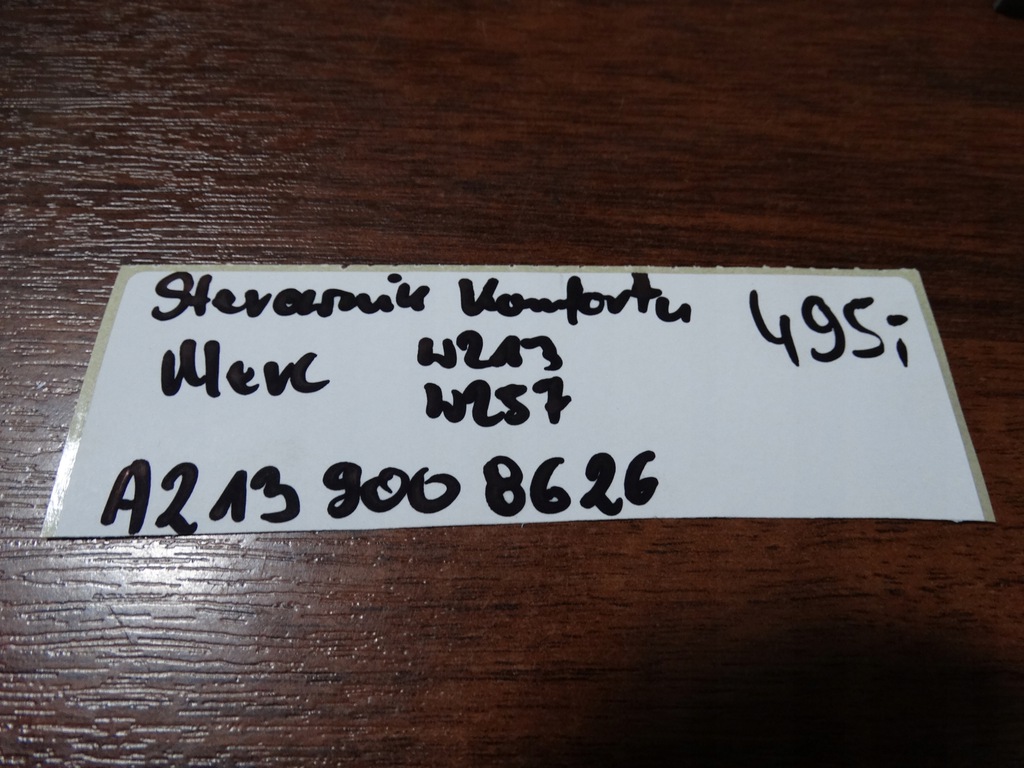 Sterownik Komfortu 495;
Merc W213
W257
A213 900 8626